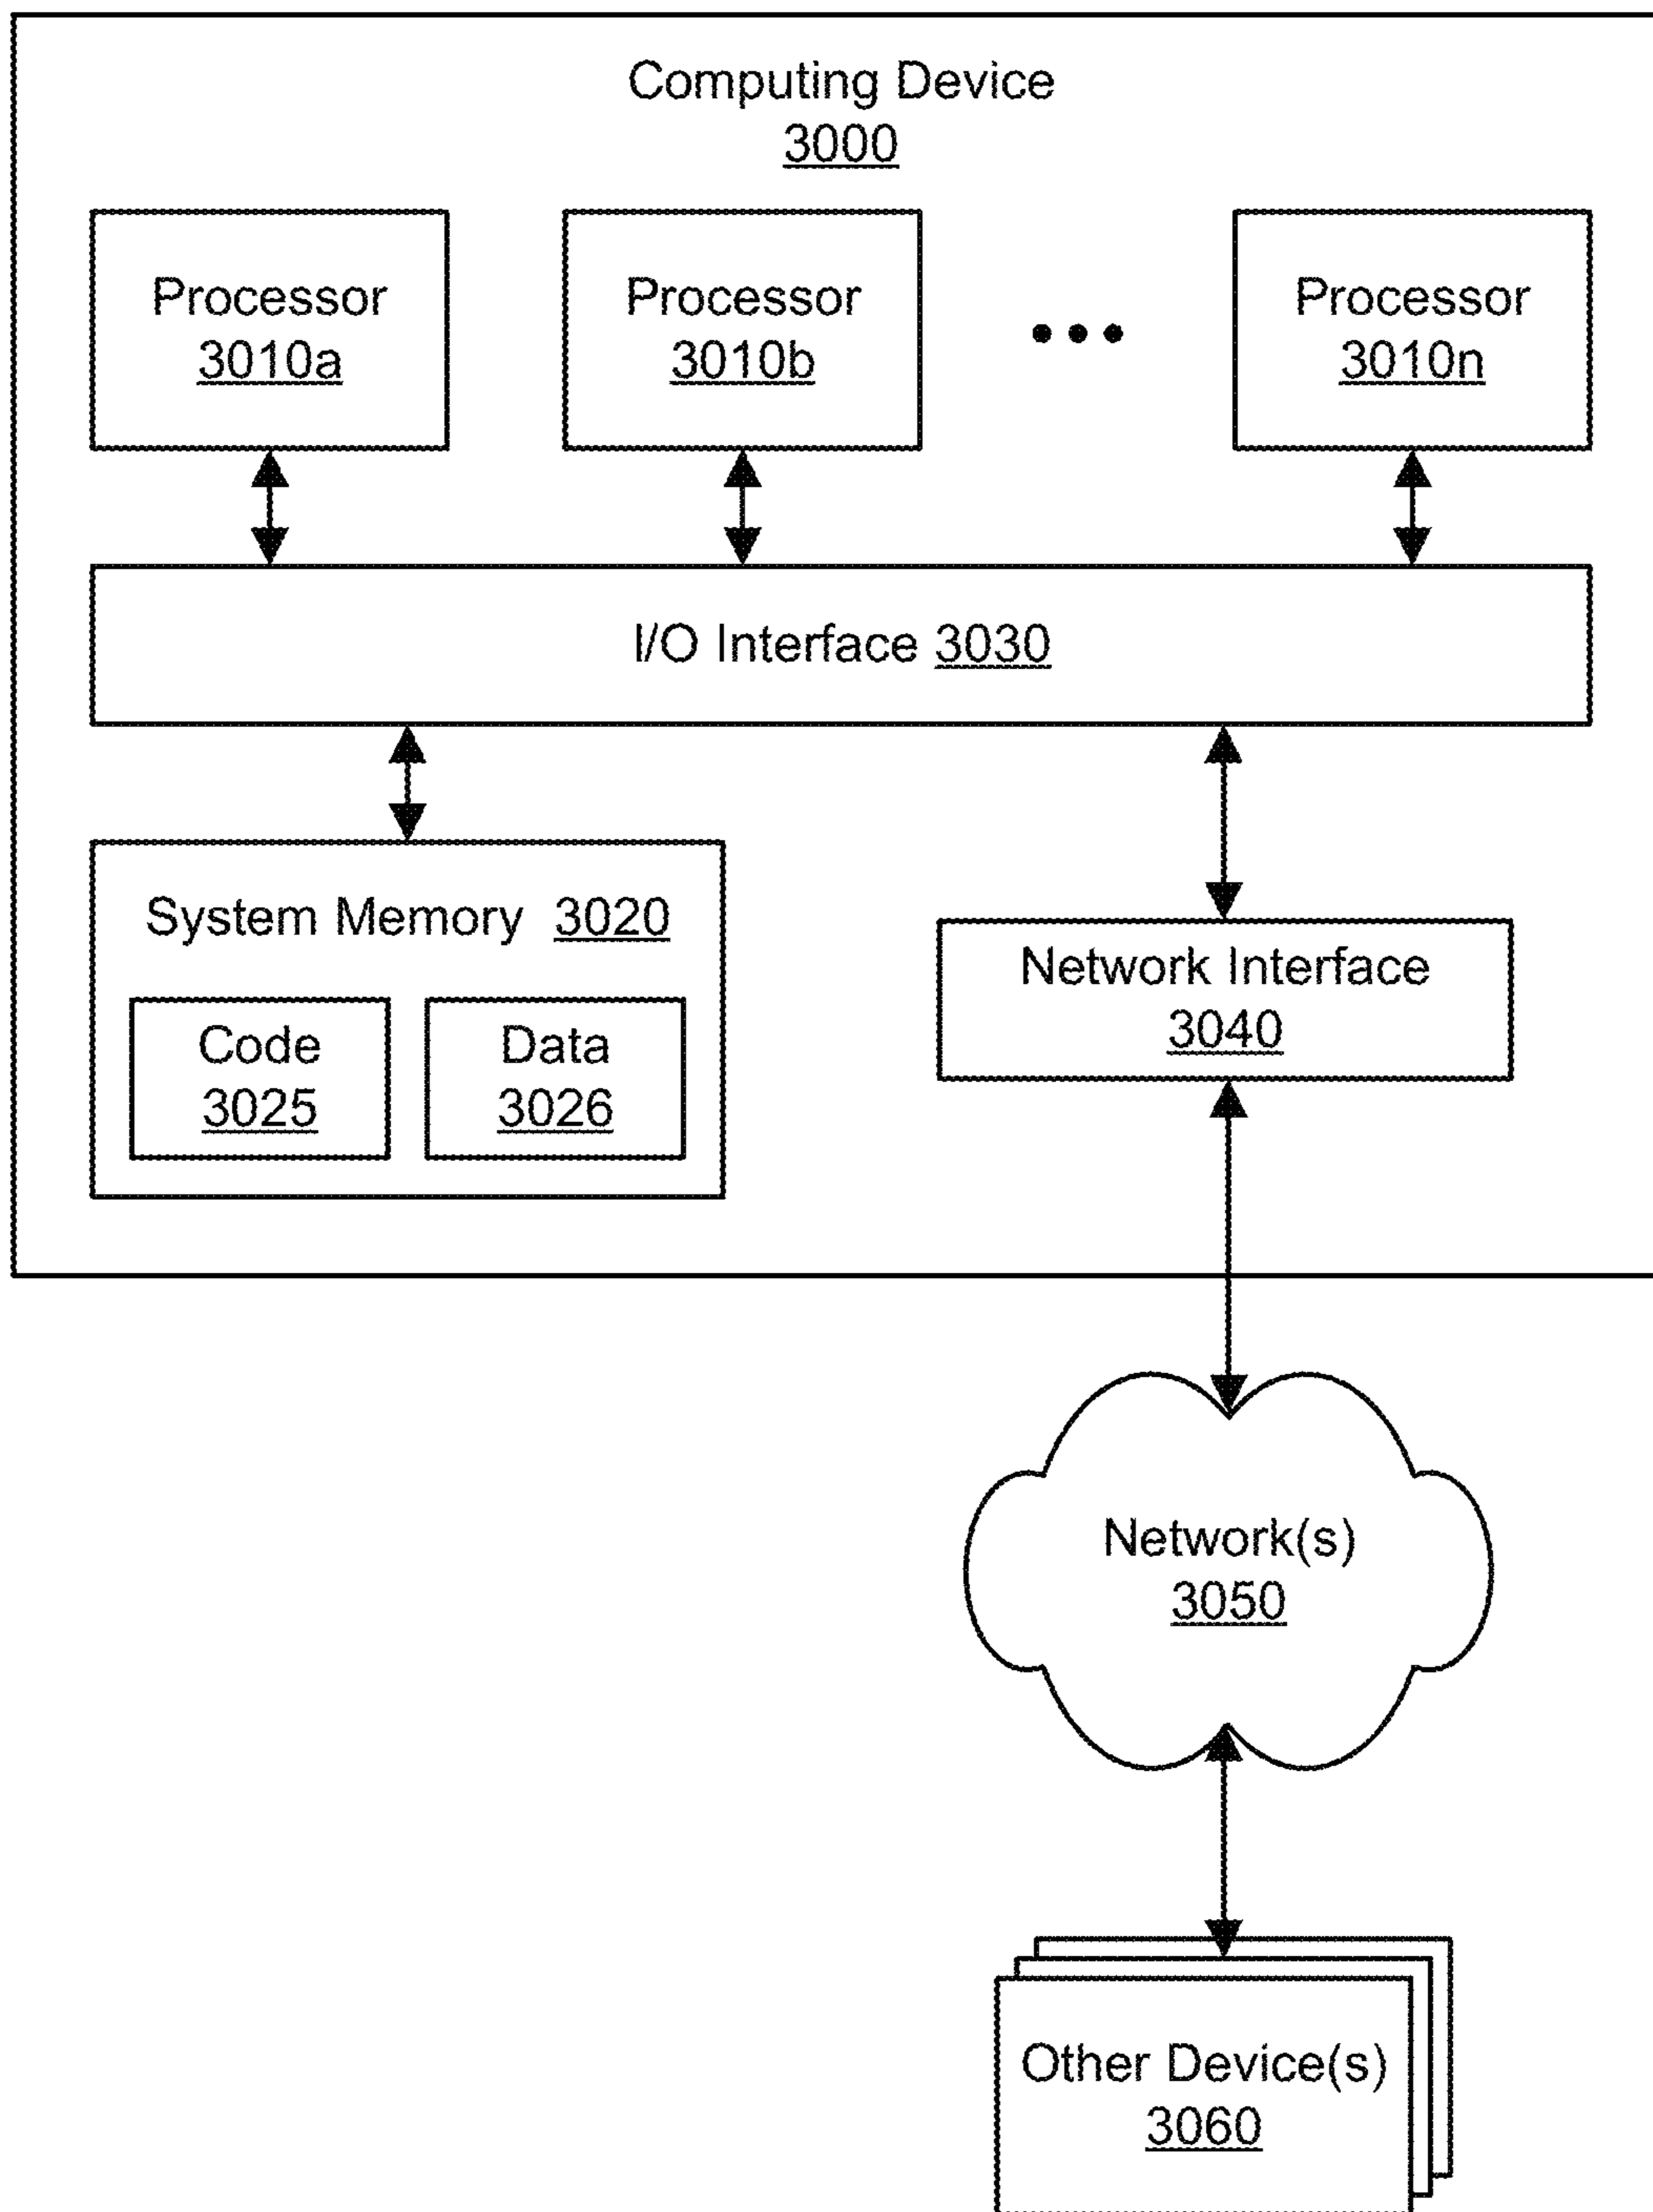 Computing Device
3000
Processor
3010a
Processor
3010b
Processor
3010n
I/O Interface 3030
System Memory 3020
Code
3025
Data
3026
Network Interface
3040
Network(s)
3050
Other Device(s)
3060